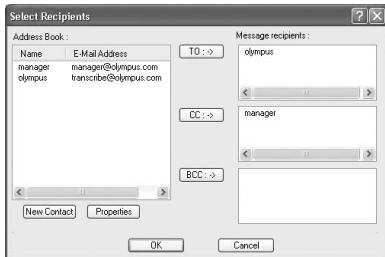 Select Recipients
Address Book :
Name E-Mail Address
manager manager@olympus.com
olympus transcribe@olympus.com
New Contact Properties
TO : ->
CC : ->
BCC : ->
Message recipients :
olympus
manager
OK Cancel